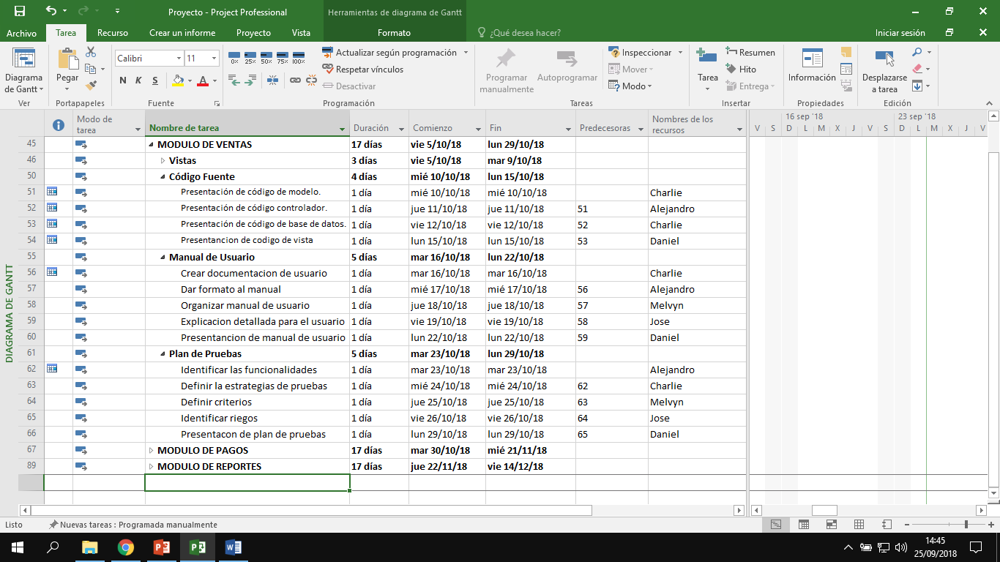 Proyecto - Project Professional
Herramientas de diagrama de Gantt
Archivo Tarea Recurso Crear un informe Proyecto Vista Formato ¿Qué desea hacer? Iniciar sesión
Diagrama de Gantt
Ver
Pegar
Portapapeles
Calibri 11
N K S A
Fuente
0% 25% 50% 75% 100%
Actualizar según programación
Respetar vínculos
Desactivar
Programación
Programar manualmente
Autoprogramar
Inspeccionar
Mover
Modo
Tareas
Tarea
Resumen
Hito
Entrega
Insertar
Información
Propiedades
Desplazarse a tarea
Edición
Modo de tarea Nombre de tarea Duración Comienzo Fin Predecesoras Nombres de los recursos
16 sep '18 23 sep '18
V S D L M X J V S D L M X J V
45 MODULO DE VENTAS 17 días vie 5/10/18 lun 29/10/18
46 Vistas 3 días vie 5/10/18 mar 9/10/18
50 Código Fuente 4 días mié 10/10/18 lun 15/10/18
51 Presentación de código de modelo. 1 día mié 10/10/18 mié 10/10/18 Charlie
52 Presentación de código controlador. 1 día jue 11/10/18 jue 11/10/18 51 Alejandro
53 Presentación de código de base de datos. 1 día vie 12/10/18 vie 12/10/18 52 Charlie
54 Presentancion de codigo de vista 1 día lun 15/10/18 lun 15/10/18 53 Daniel
55 Manual de Usuario 5 días mar 16/10/18 lun 22/10/18
56 Crear documentacion de usuario 1 día mar 16/10/18 mar 16/10/18 Charlie
57 Dar formato al manual 1 día mié 17/10/18 mié 17/10/18 56 Alejandro
58 Organizar manual de usuario 1 día jue 18/10/18 jue 18/10/18 57 Melvyn
59 Explicacion detallada para el usuario 1 día vie 19/10/18 vie 19/10/18 58 Jose
60 Presentancion de manual de usuario 1 día lun 22/10/18 lun 22/10/18 59 Daniel
61 Plan de Pruebas 5 días mar 23/10/18 lun 29/10/18
62 Identificar las funcionalidades 1 día mar 23/10/18 mar 23/10/18 Alejandro
63 Definir la estrategias de pruebas 1 día mié 24/10/18 mié 24/10/18 62 Charlie
64 Definir criterios 1 día jue 25/10/18 jue 25/10/18 63 Melvyn
65 Identificar riegos 1 día vie 26/10/18 vie 26/10/18 64 Jose
66 Presentacon de plan de pruebas 1 día lun 29/10/18 lun 29/10/18 65 Daniel
67 MODULO DE PAGOS 17 días mar 30/10/18 mié 21/11/18
89 MODULO DE REPORTES 17 días jue 22/11/18 vie 14/12/18
DIAGRAMA DE GANTT
Listo Nuevas tareas : Programada manualmente
14:45
25/09/2018